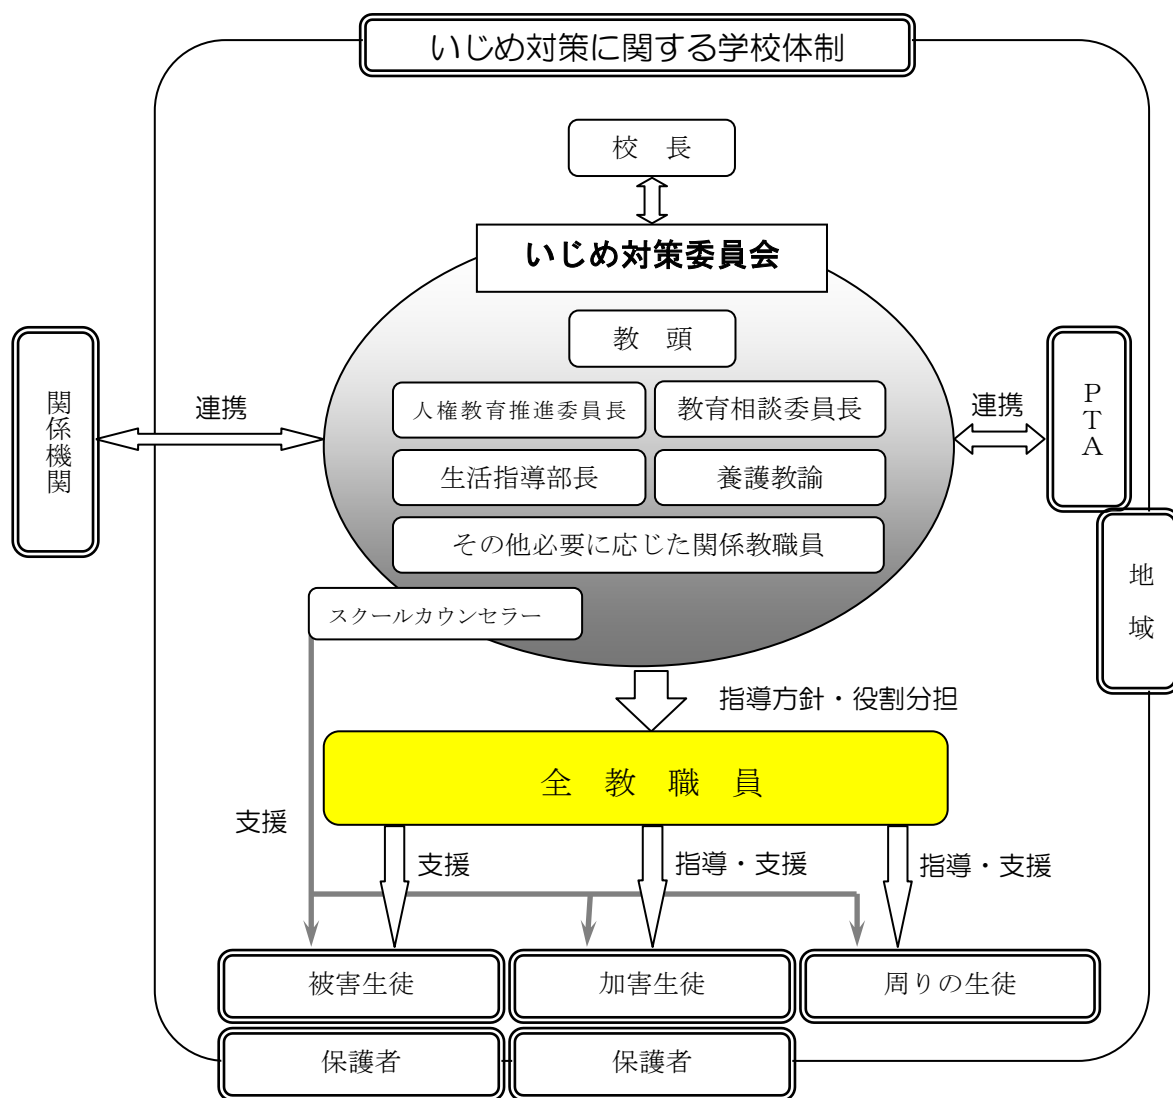 いじめ対策に関する学校体制
校　長
いじめ対策委員会
教　頭
人権教育推進委員長
教育相談委員長
生活指導部長
養護教諭
その他必要に応じた関係教職員
スクールカウンセラー
関係機関
連携
連携
PTA
地域
指導方針・役割分担
全　教　職　員
支援
支援
指導・支援
指導・支援
被害生徒
加害生徒
周りの生徒
保護者
保護者